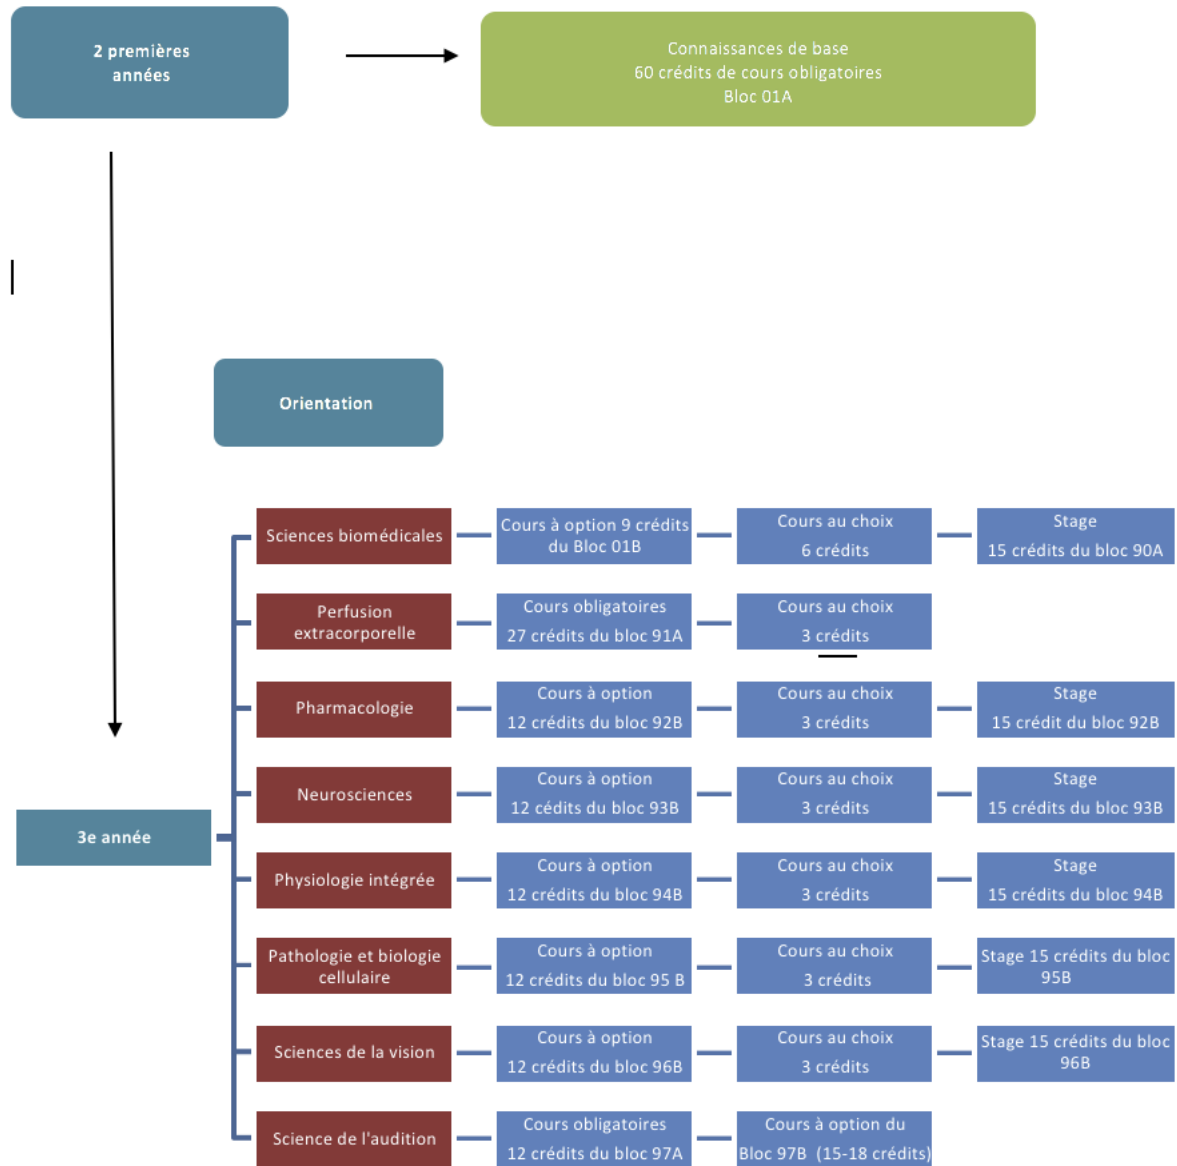 2 premières
années
Connaissances de base
60 crédits de cours obligatoires
Bloc 01A
Orientation
3e année
Sciences biomédicales
Cours à option 9 crédits
du Bloc 01B
Cours au choix
6 crédits
Stage
15 crédits du bloc 90A
Perfusion
extracorporelle
Cours obligatoires
27 crédits du bloc 91A
Cours au choix
3 crédits
Pharmacologie
Cours à option
12 crédits du bloc 92B
Cours au choix
3 crédits
Stage
15 crédit du bloc 92B
Neurosciences
Cours à option
12 cédits du bloc 93B
Cours au choix
3 crédits
Stage
15 crédits du bloc 93B
Physiologie intégrée
Cours à option
12 crédits du bloc 94B
Cours au choix
3 crédits
Stage
15 crédits du bloc 94B
Pathologie et biologie
cellulaire
Cours à option
12 crédits du bloc 95 B
Cours au choix
3 crédits
Stage 15 crédits du bloc
95B
Sciences de la vision
Cours à option
12 crédits du bloc 96B
Cours au choix
3 crédits
Stage 15 crédits du bloc
96B
Science de l'audition
Cours obligatoires
12 crédits du bloc 97A
Cours à option du
Bloc 97B (15-18 crédits)